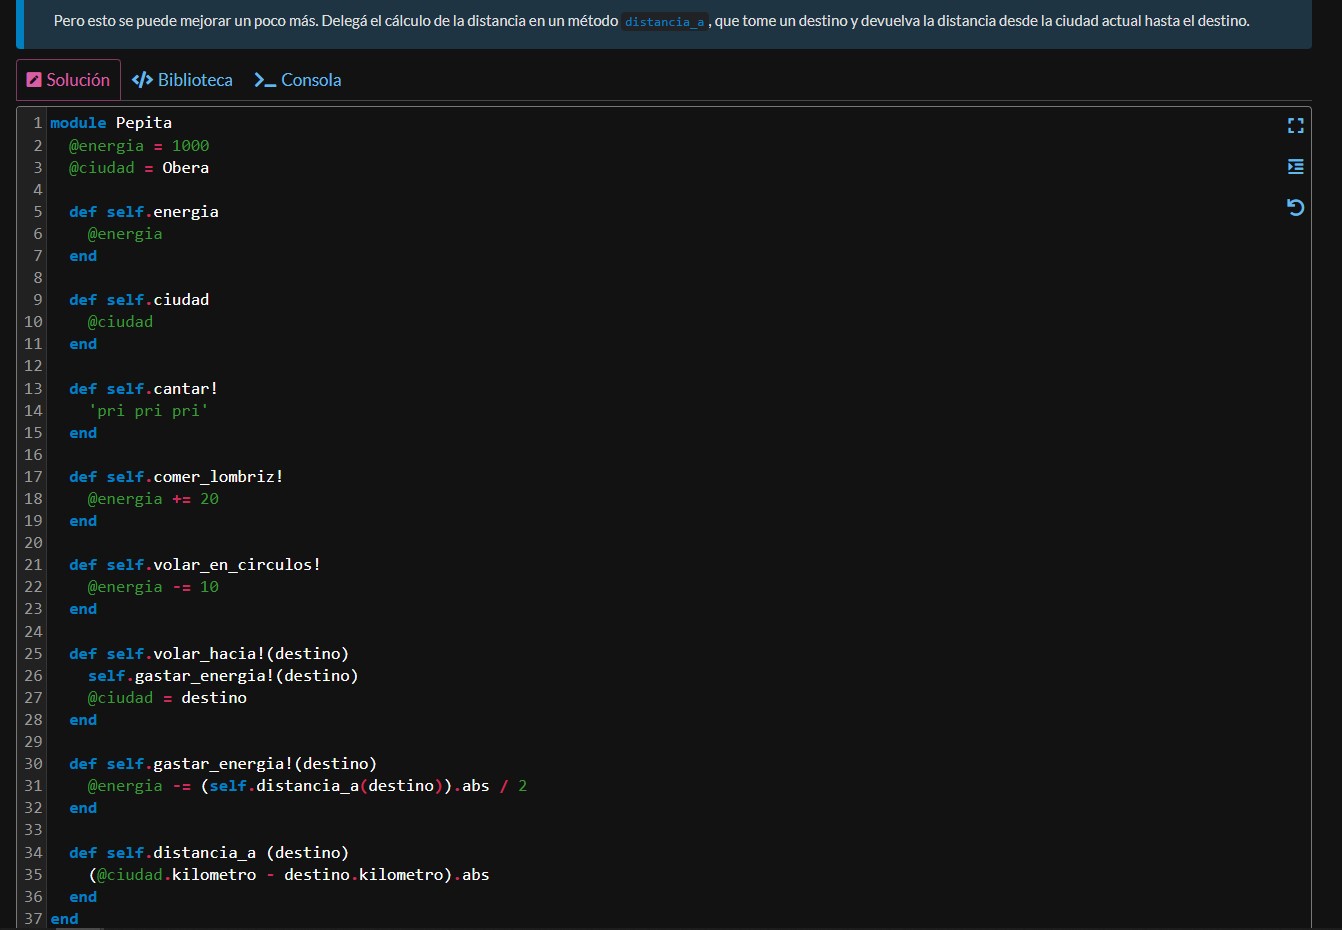 Pero esto se puede mejorar un poco más. Delegá el cálculo de la distancia en un método distancia_a, que tome un destino y devuelva la distancia desde la ciudad actual hasta el destino.
Solución </> Biblioteca >_ Consola
1 module Pepita
2   @energia = 1000
3   @ciudad = Obera
4
5   def self.energia
6     @energia
7   end
8
9   def self.ciudad
10     @ciudad
11   end
12
13   def self.cantar!
14     'pri pri pri'
15   end
16
17   def self.comer_lombriz!
18     @energia += 20
19   end
20
21   def self.volar_en_circulos!
22     @energia -= 10
23   end
24
25   def self.volar_hacia!(destino)
26     self.gastar_energia!(destino)
27     @ciudad = destino
28   end
29
30   def self.gastar_energia!(destino)
31     @energia -= (self.distancia_a(destino)).abs / 2
32   end
33
34   def self.distancia_a (destino)
35     (@ciudad.kilometro - destino.kilometro).abs
36   end
37 end